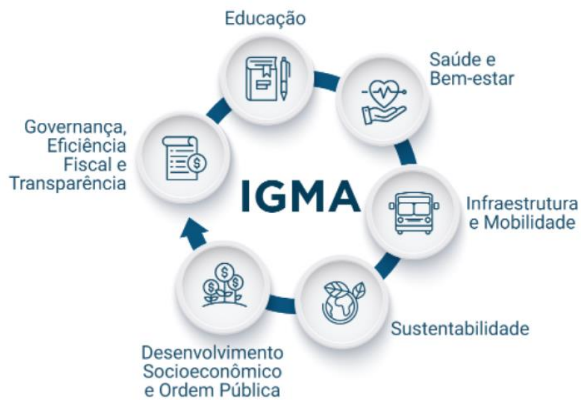 Educação
Saúde e
Bem-estar
Governança,
Eficiência
Fiscal e
Transparência
IGMA
Infraestrutura
e Mobilidade
Sustentabilidade
Desenvolvimento
Socioeconômico
e Ordem Pública